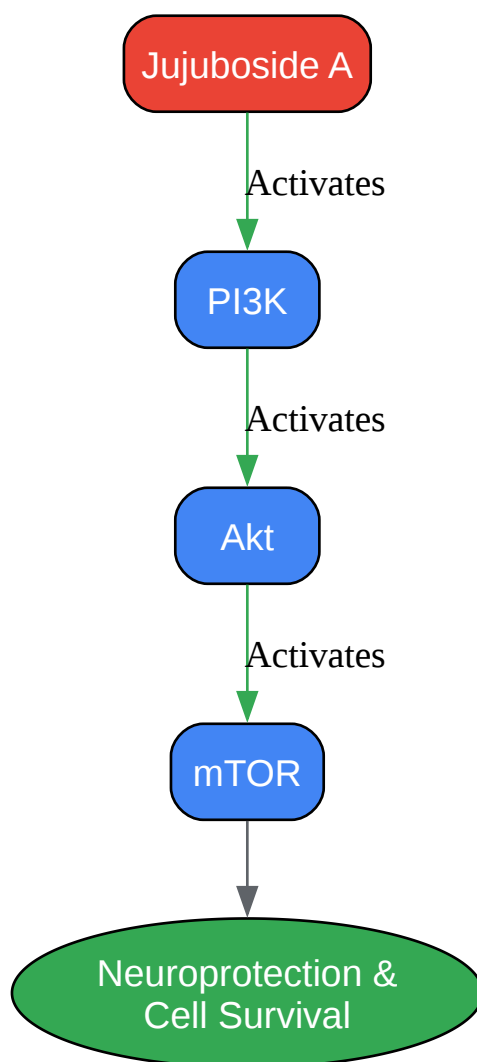 Jujuboside A
Activates
PI3K
Activates
Akt
Activates
mTOR
Neuroprotection &
Cell Survival